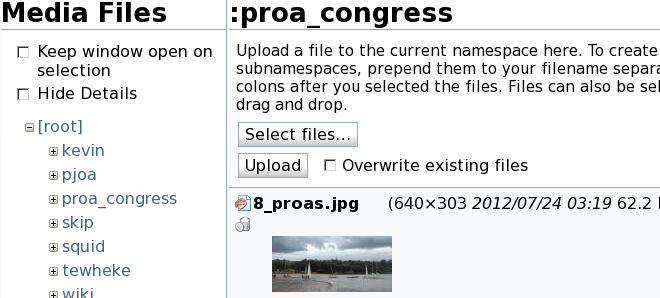 Media Files
Keep window open on
selection
Hide Details
[root]
kevin
pjoa
proa_congress
skip
squid
tewheke
wiki
:proa_congress
Upload a file to the current namespace here. To create
subnamespaces, prepend them to your filename separa
colons after you selected the files. Files can also be sel
drag and drop.
Select files...
Upload
Overwrite existing files
8_proas.jpg (640×303 2012/07/24 03:19 62.2